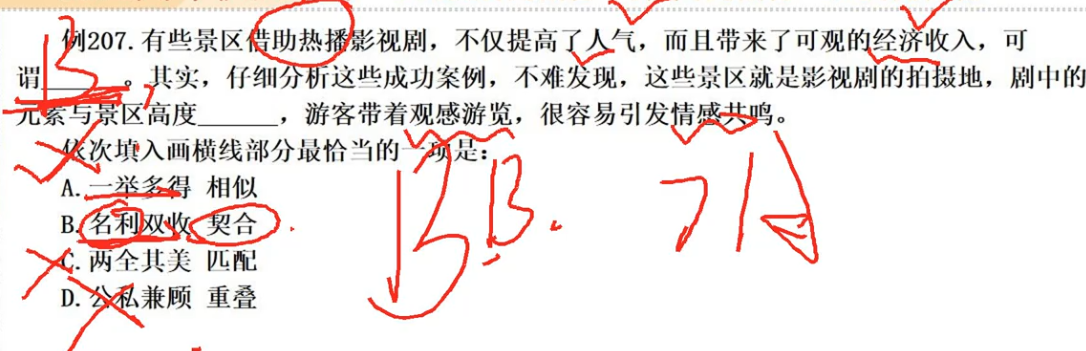 例207.有些景区借助热播影视剧，不仅提高了人气，而且带来了可观的经济收入，可
谓______。其实，仔细分析这些成功案例，不难发现，这些景区就是影视剧的拍摄地，剧中的
元素与景区高度______，游客带着观感游览，很容易引发情感共鸣。
依次填入画横线部分最恰当的一项是：
A.一举多得 相似
B.名利双收 契合
C.两全其美 匹配
D.公私兼顾 重叠